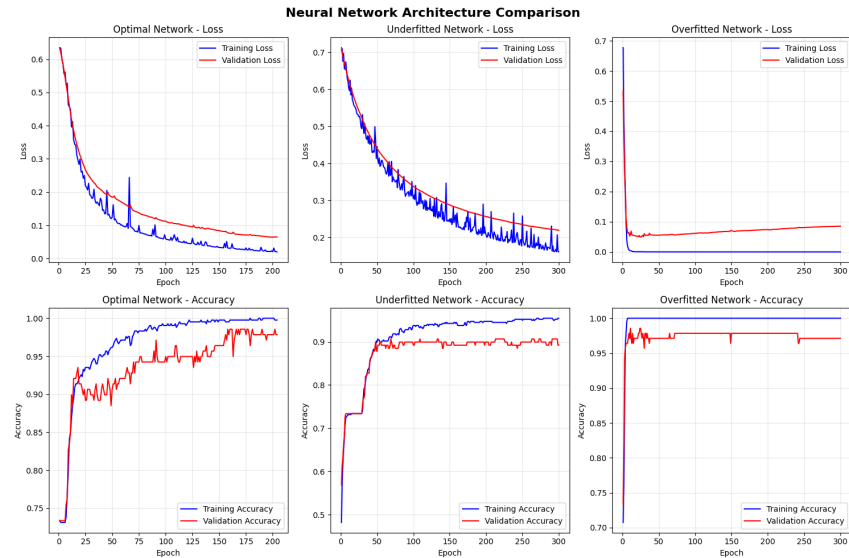 Neural Network Architecture Comparison
Optimal Network - Loss
Underfitted Network - Loss
Overfitted Network - Loss
Training Loss
Validation Loss
Training Loss
Validation Loss
Training Loss
Validation Loss
Loss
0.6
0.5
0.4
0.3
0.2
0.1
0.0
0 25 50 75 100 125 150 175 200
Epoch
Loss
0.7
0.6
0.5
0.4
0.3
0.2
0 50 100 150 200 250 300
Epoch
Loss
0.7
0.6
0.5
0.4
0.3
0.2
0.1
0.0
0 50 100 150 200 250 300
Epoch
Optimal Network - Accuracy
Underfitted Network - Accuracy
Overfitted Network - Accuracy
Accuracy
1.00
0.95
0.90
0.85
0.80
0.75
0 25 50 75 100 125 150 175 200
Epoch
Training Accuracy
Validation Accuracy
Accuracy
0.9
0.8
0.7
0.6
0.5
0 50 100 150 200 250 300
Epoch
Training Accuracy
Validation Accuracy
Accuracy
1.00
0.95
0.90
0.85
0.80
0.75
0.70
0 50 100 150 200 250 300
Epoch
Training Accuracy
Validation Accuracy